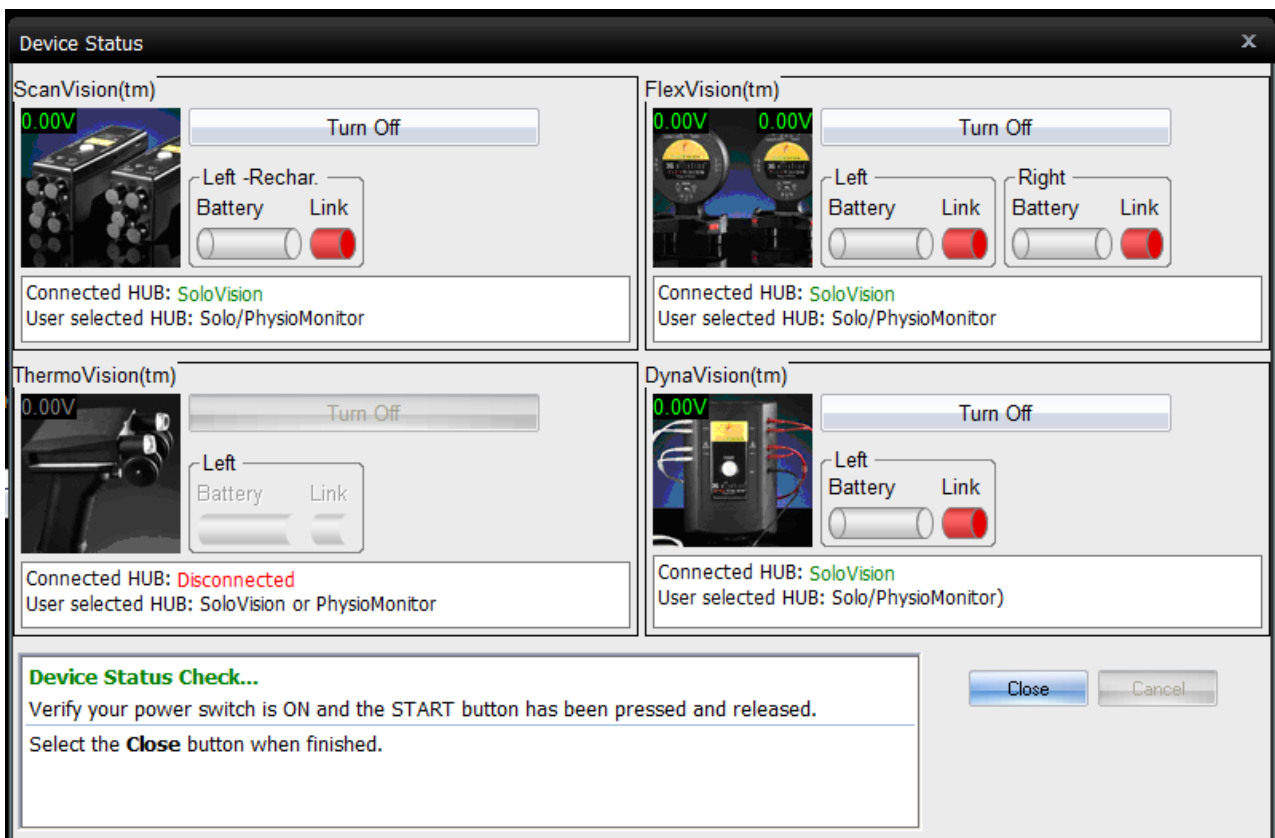 Device Status
x
ScanVision(tm)
0.00V
Turn Off
Left -Rechar.
Battery Link
Connected HUB: SoloVision
User selected HUB: Solo/PhysioMonitor
FlexVision(tm)
0.00V 0.00V
Turn Off
Left
Battery Link
Right
Battery Link
Connected HUB: SoloVision
User selected HUB: Solo/PhysioMonitor
ThermoVision(tm)
0.00V
Turn Off
Left
Battery Link
Connected HUB: Disconnected
User selected HUB: SoloVision or PhysioMonitor
DynaVision(tm)
0.00V
Turn Off
Left
Battery Link
Connected HUB: SoloVision
User selected HUB: Solo/PhysioMonitor)
Device Status Check...
Verify your power switch is ON and the START button has been pressed and released.
Select the Close button when finished.
Close
Cancel